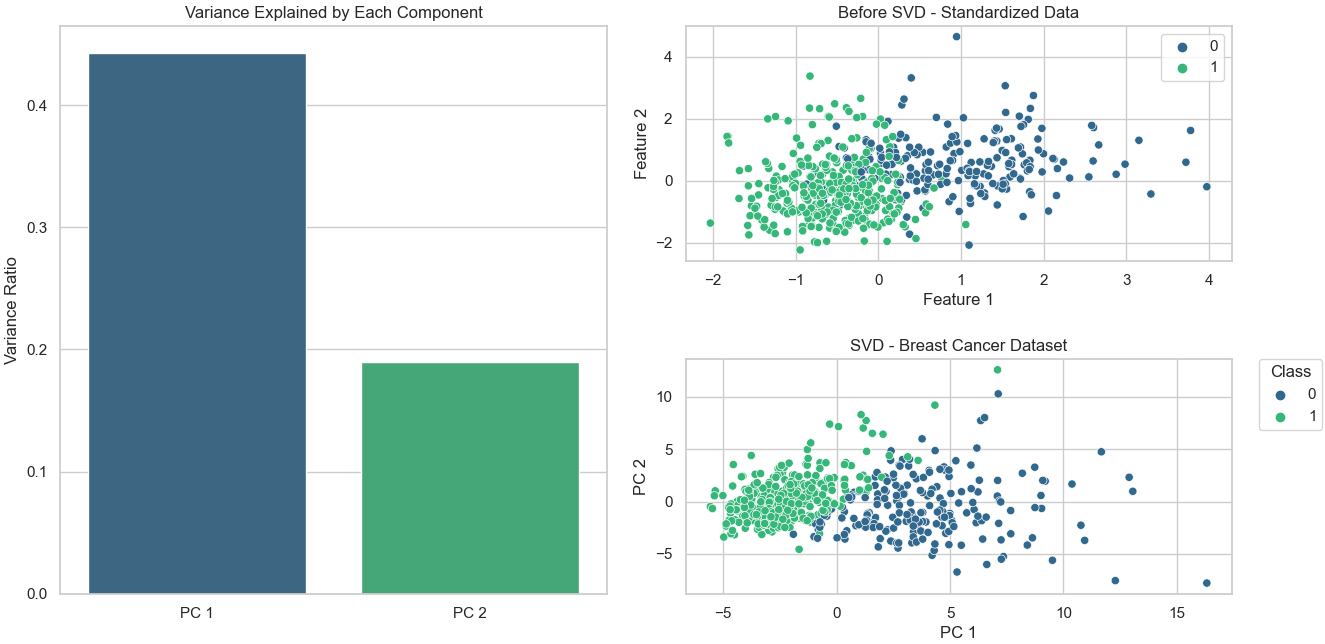 Variance Explained by Each Component
Variance Ratio
0.4
0.3
0.2
0.1
0.0
PC 1
PC 2
Before SVD - Standardized Data
Feature 2
4
2
0
−2
−2
−1
0
1
2
3
4
Feature 1
0
1
SVD - Breast Cancer Dataset
PC 2
10
5
0
−5
−5
0
5
10
15
PC 1
Class
0
1